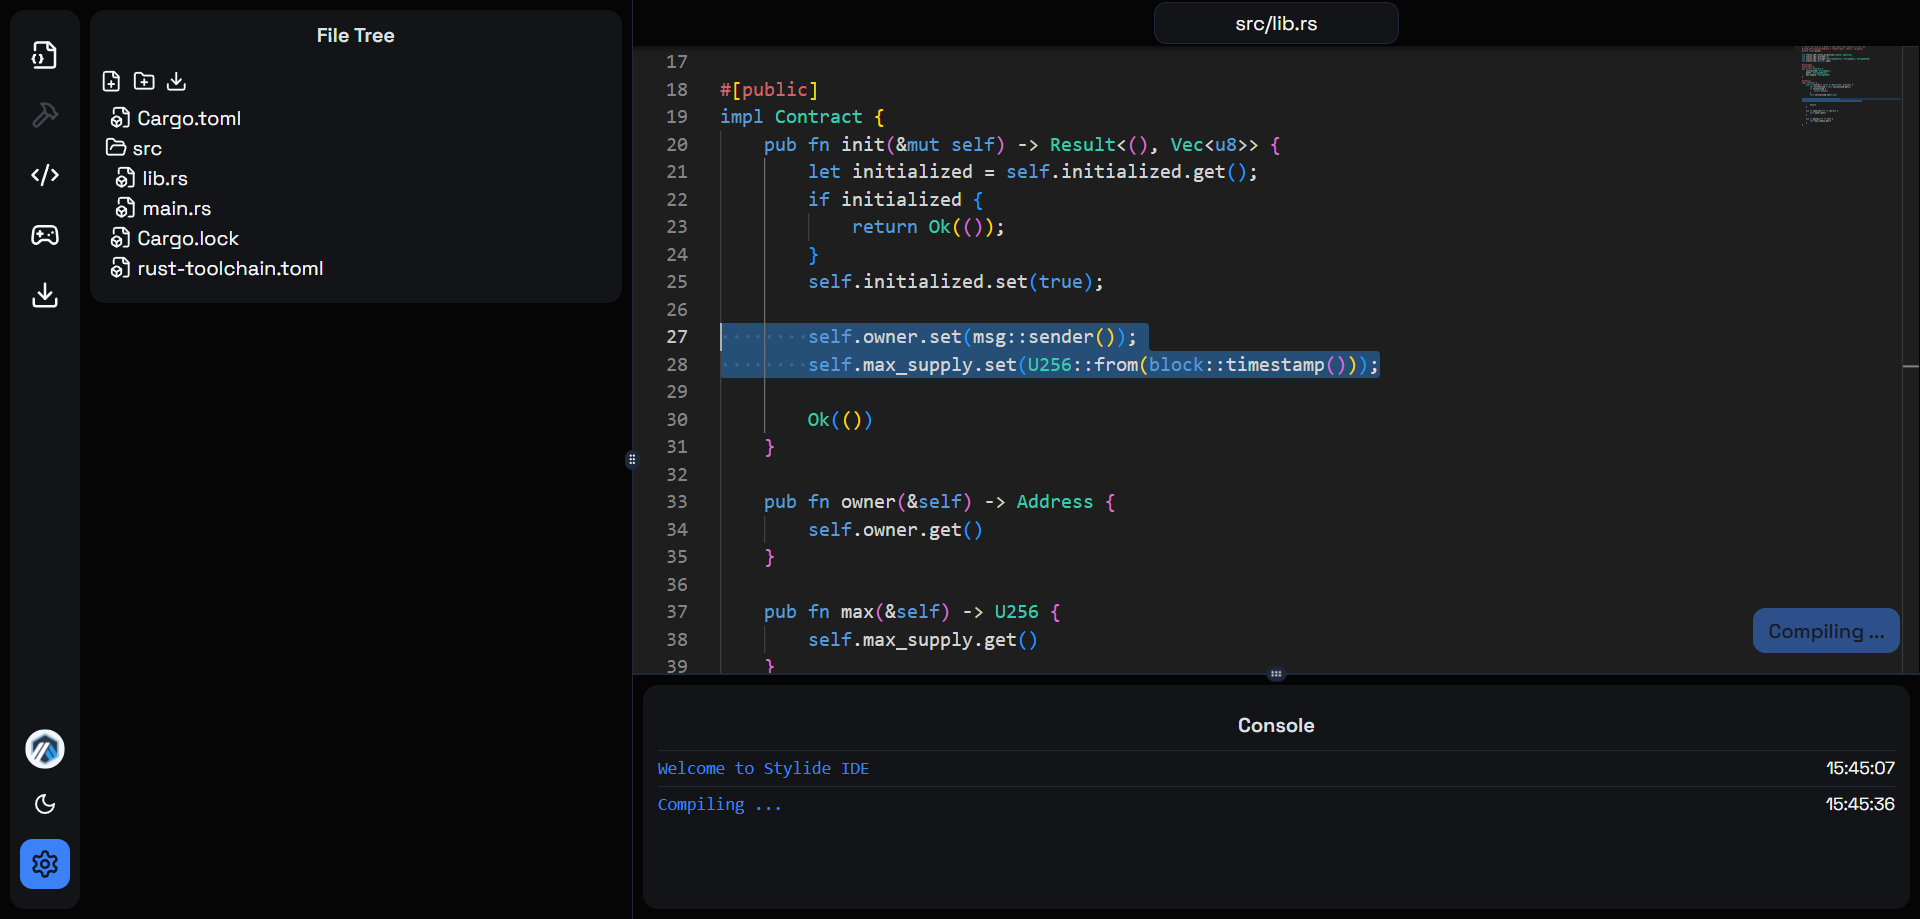 File Tree
Cargo.toml
src
lib.rs
main.rs
Cargo.lock
rust-toolchain.toml
src/lib.rs
17
18 #[public]
19 impl Contract {
20     pub fn init(&mut self) -> Result<(), Vec<u8>> {
21         let initialized = self.initialized.get();
22         if initialized {
23             return Ok(());
24         }
25         self.initialized.set(true);
26
27         self.owner.set(msg::sender());
28         self.max_supply.set(U256::from(block::timestamp()));
29
30         Ok(())
31     }
32
33     pub fn owner(&self) -> Address {
34         self.owner.get()
35     }
36
37     pub fn max(&self) -> U256 {
38         self.max_supply.get()
39     }
Compiling ...
Console
Welcome to Stylide IDE 15:45:07
Compiling ... 15:45:36